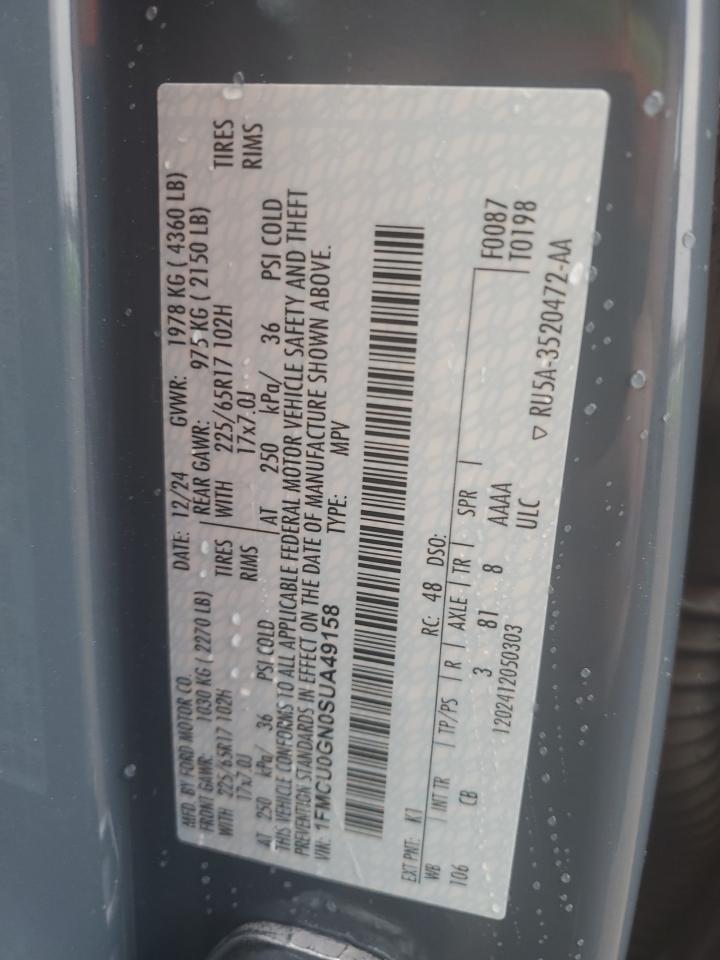 MFD. BY FORD MOTOR CO. DATE: 12/24 GVWR: 1978 KG ( 4360 LB)
FRONT GAWR: 1030 KG ( 2270 LB) REAR GAWR: 975 KG ( 2150 LB)
WITH 225/65R17 102H TIRES WITH 225/65R17 102H TIRES
17x7.0J RIMS 17x7.0J RIMS
AT 250 kPa/ 36 PSI COLD AT 250 kPa/ 36 PSI COLD
THIS VEHICLE CONFORMS TO ALL APPLICABLE FEDERAL MOTOR VEHICLE SAFETY AND THEFT
PREVENTION STANDARDS IN EFFECT ON THE DATE OF MANUFACTURE SHOWN ABOVE.
VIN: 1FMCU0GN0SUA49158 TYPE: MPV
EXT PNT: K1 RC: 48 DSO: F0087
WB | INT TR | TP/PS | R | AXLE | TR | SPR | T0198
106 CB 3 81 8 AAAA ▽ RU5A-3520472-AA
1202412050303 ULC